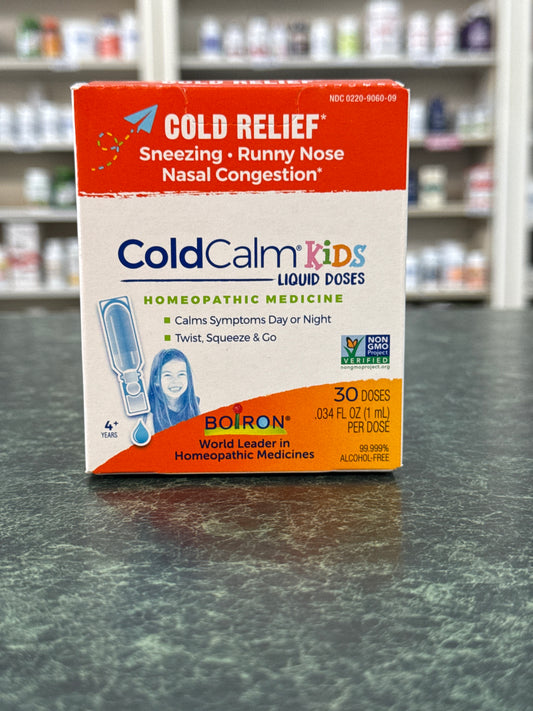 COLD RELIEF
NDC 0220-9060-09
COLD RELIEF*
Sneezing • Runny Nose
Nasal Congestion*
ColdCalm® KiDS
LIQUID DOSES
HOMEOPATHIC MEDICINE
Calms Symptoms Day or Night
Twist, Squeeze & Go
NON
GMO
Project
VERIFIED
nongmoproject.org
4+
YEARS
BOIRON®
World Leader in
Homeopathic Medicines
30 DOSES
.034 FL OZ (1 mL)
PER DOSE
99.999%
ALCOHOL-FREE